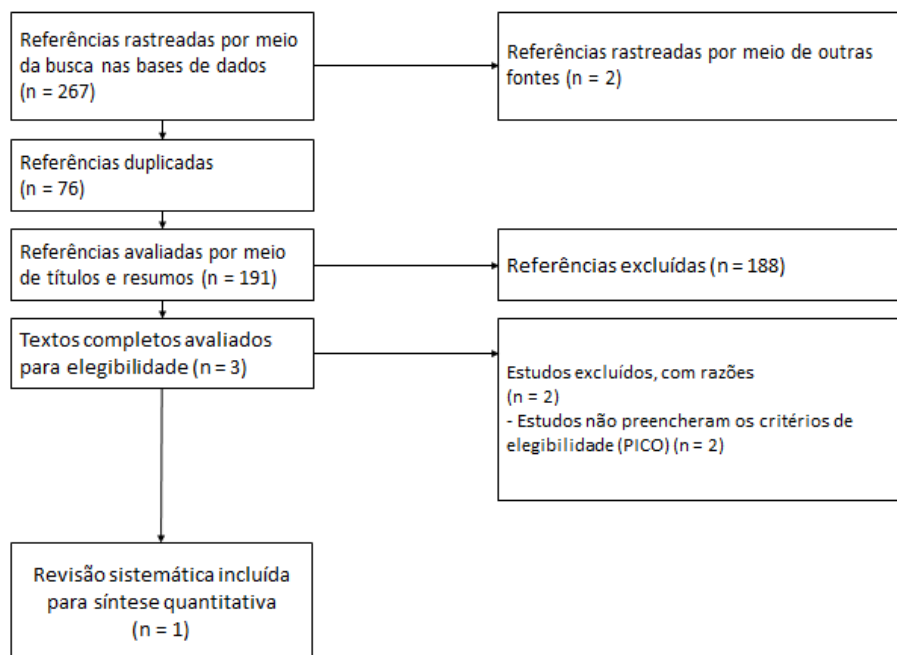 Referências rastreadas por meio
da busca nas bases de dados
(n = 267)
Referências rastreadas por meio de outras
fontes (n = 2)
Referências duplicadas
(n = 76)
Referências avaliadas por meio
de títulos e resumos (n = 191)
Referências excluídas (n = 188)
Textos completos avaliados
para elegibilidade (n = 3)
Estudos excluídos, com razões
(n = 2)
- Estudos não preencheram os critérios de
elegibilidade (PICO) (n = 2)
Revisão sistemática incluída
para síntese quantitativa
(n = 1)